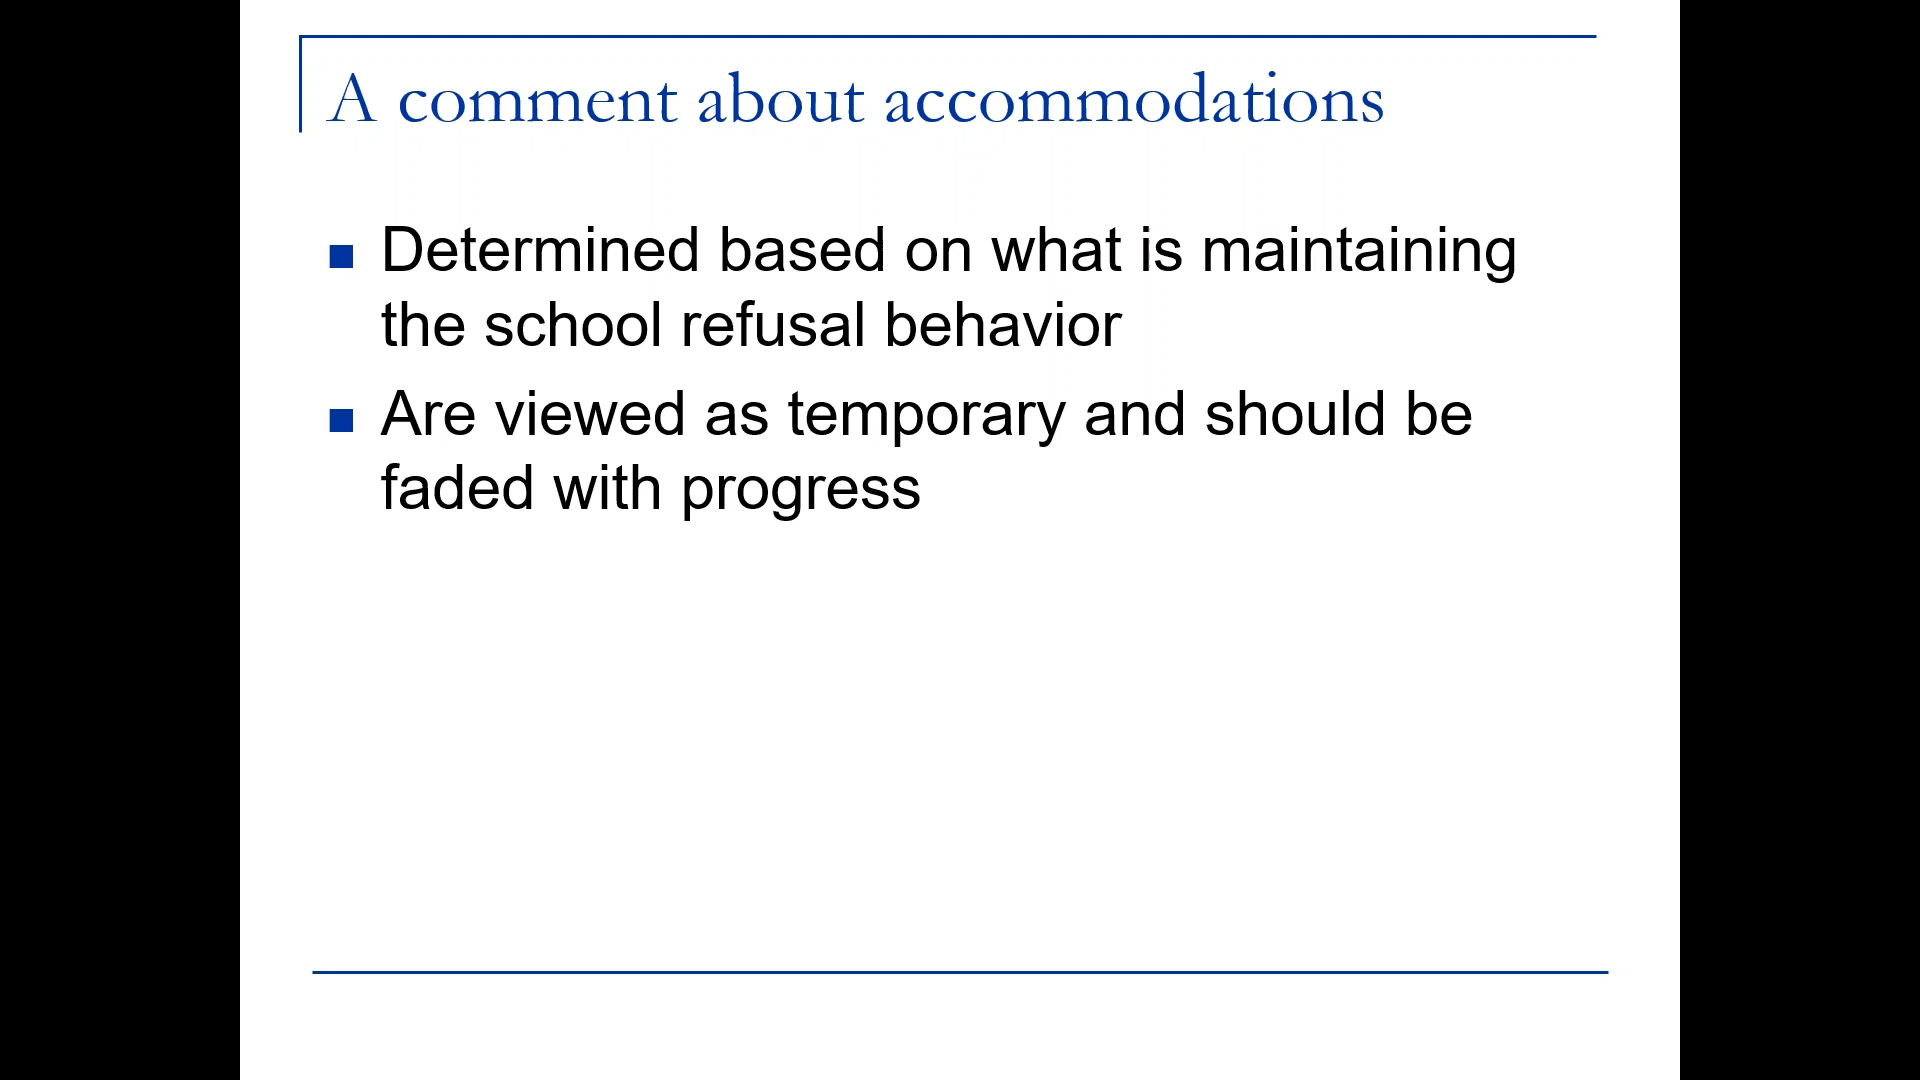 A comment about accommodations
Determined based on what is maintaining
the school refusal behavior
Are viewed as temporary and should be
faded with progress